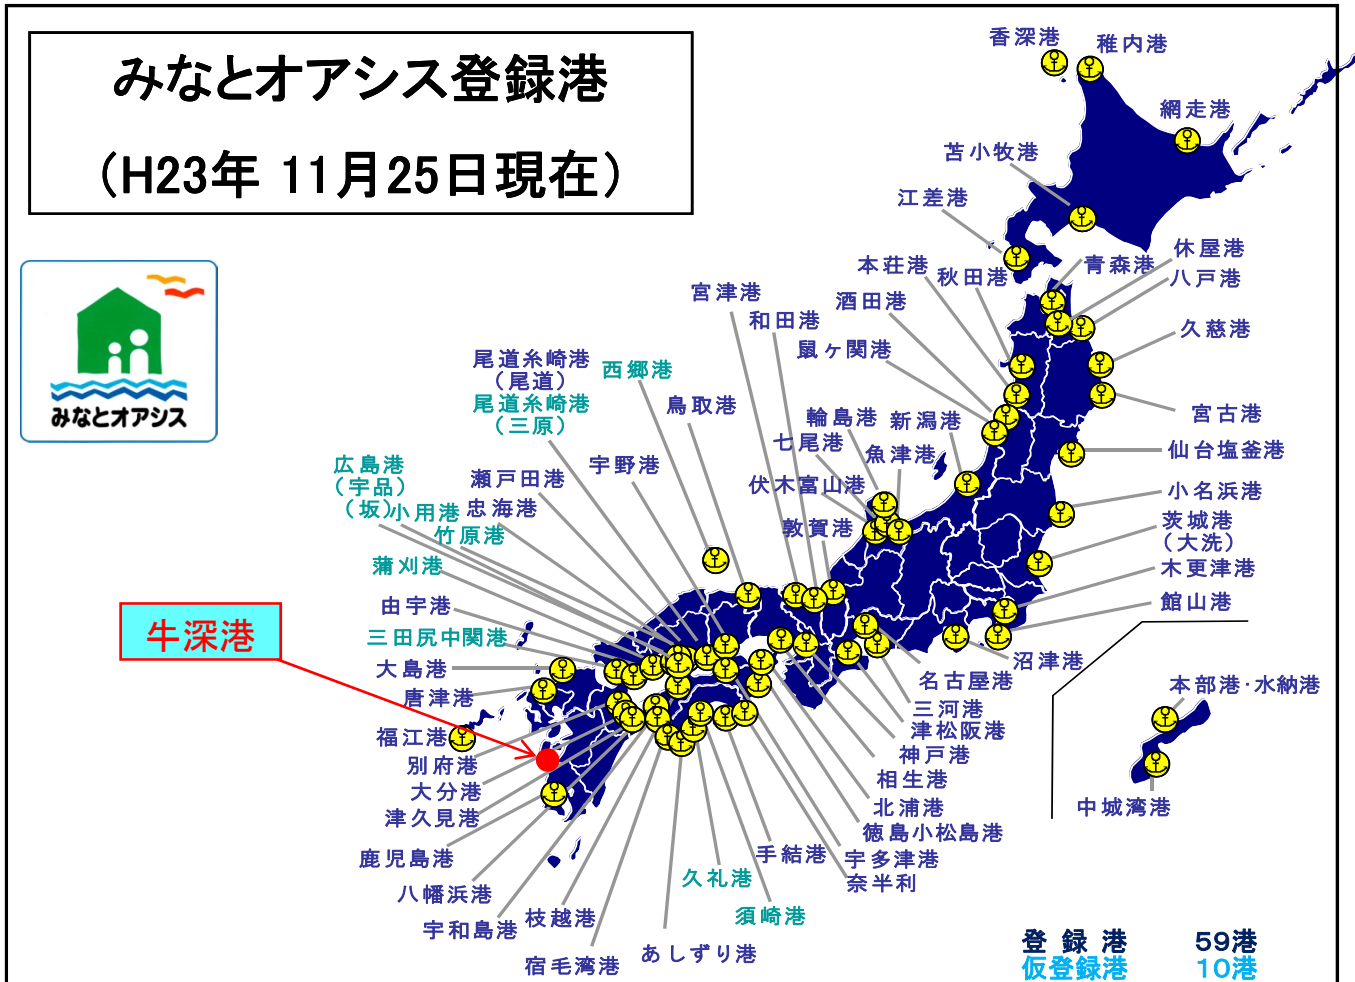 みなとオアシス登録港
（H23年 11月25日現在）
みなとオアシス
香深港
稚内港
網走港
苫小牧港
江差港
休屋港
青森港
八戸港
本荘港
秋田港
酒田港
久慈港
宮津港
和田港
鼠ヶ関港
尾道糸崎港
（尾道）
西郷港
尾道糸崎港
（三原）
鳥取港
輪島港
新潟港
宮古港
七尾港
魚津港
仙台塩釜港
広島港
（宇品）
（坂）
小用港
瀬戸田港
宇野港
伏木富山港
小名浜港
忠海港
竹原港
敦賀港
茨城港
（大洗）
蒲刈港
木更津港
由宇港
館山港
牛深港
三田尻中関港
大島港
沼津港
唐津港
名古屋港
本部港・水納港
三河港
福江港
津松阪港
別府港
神戸港
大分港
相生港
津久見港
北浦港
中城湾港
徳島小松島港
鹿児島港
手結港
宇多津港
八幡浜港
久礼港
奈半利
宇和島港
枝越港
須崎港
宿毛湾港
あしずり港
登録港 59港
仮登録港 10港